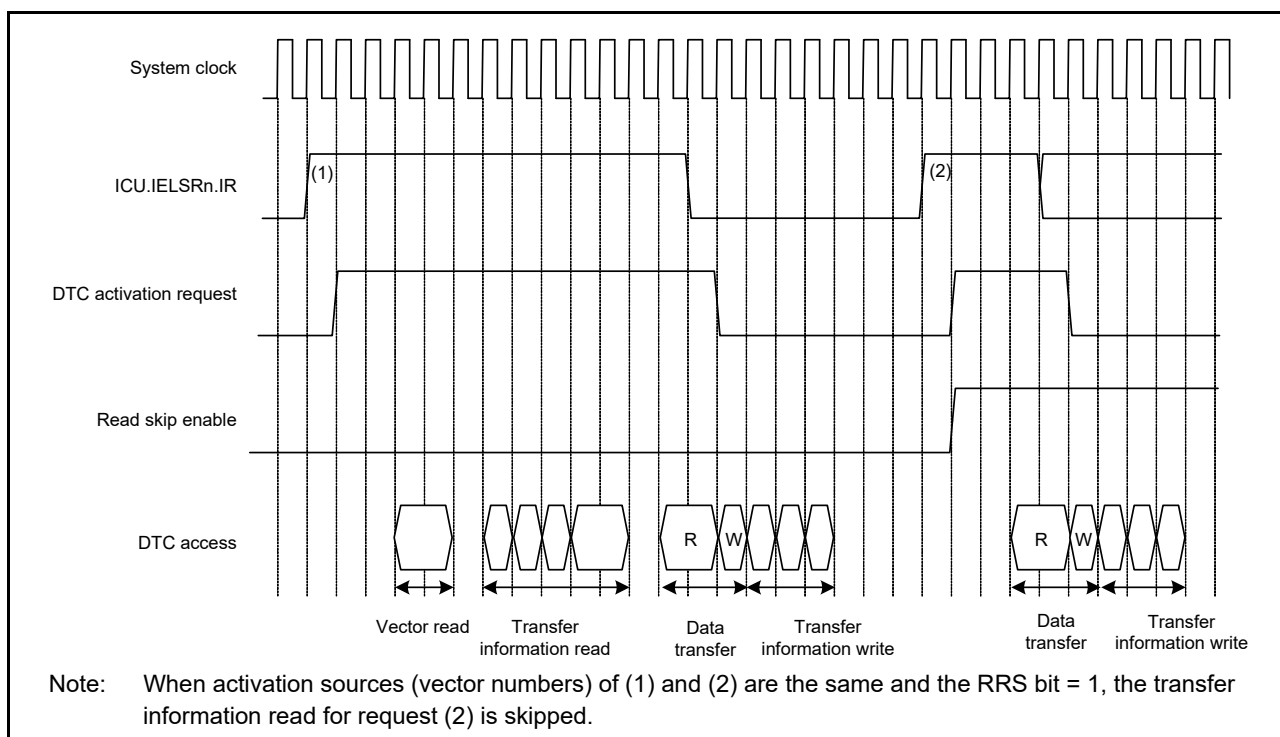 System clock
ICU.IELSRn.IR
(1)
(2)
DTC activation request
Read skip enable
DTC access
R
W
R
W
Vector read
Transfer
information read
Data
transfer
Transfer
information write
Data
transfer
Transfer
information write
Note: When activation sources (vector numbers) of (1) and (2) are the same and the RRS bit = 1, the transfer
information read for request (2) is skipped.